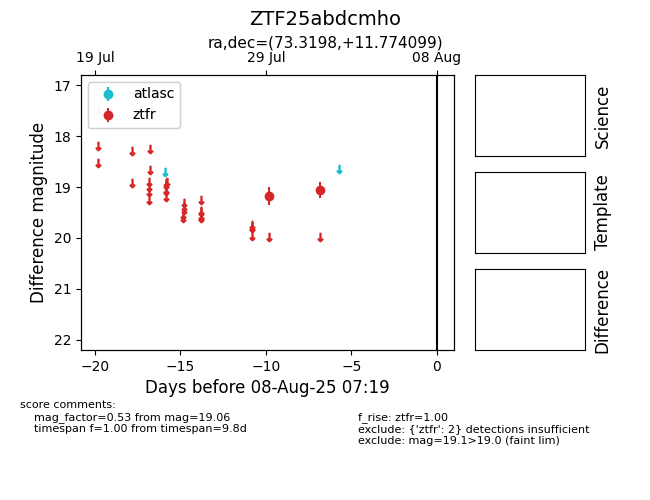 ZTF25abdcmho
ra,dec=(73.3198,+11.774099)
19 Jul
29 Jul
08 Aug
atlasc
ztfr
17
18
19
20
21
22
Difference magnitude
−20
−15
−10
−5
0
Days before 08-Aug-25 07:19
Science
Template
Difference
score comments:
mag_factor=0.53 from mag=19.06
timespan f=1.00 from timespan=9.8d
f_rise: ztfr=1.00
exclude: {'ztfr': 2} detections insufficient
exclude: mag=19.1>19.0 (faint lim)